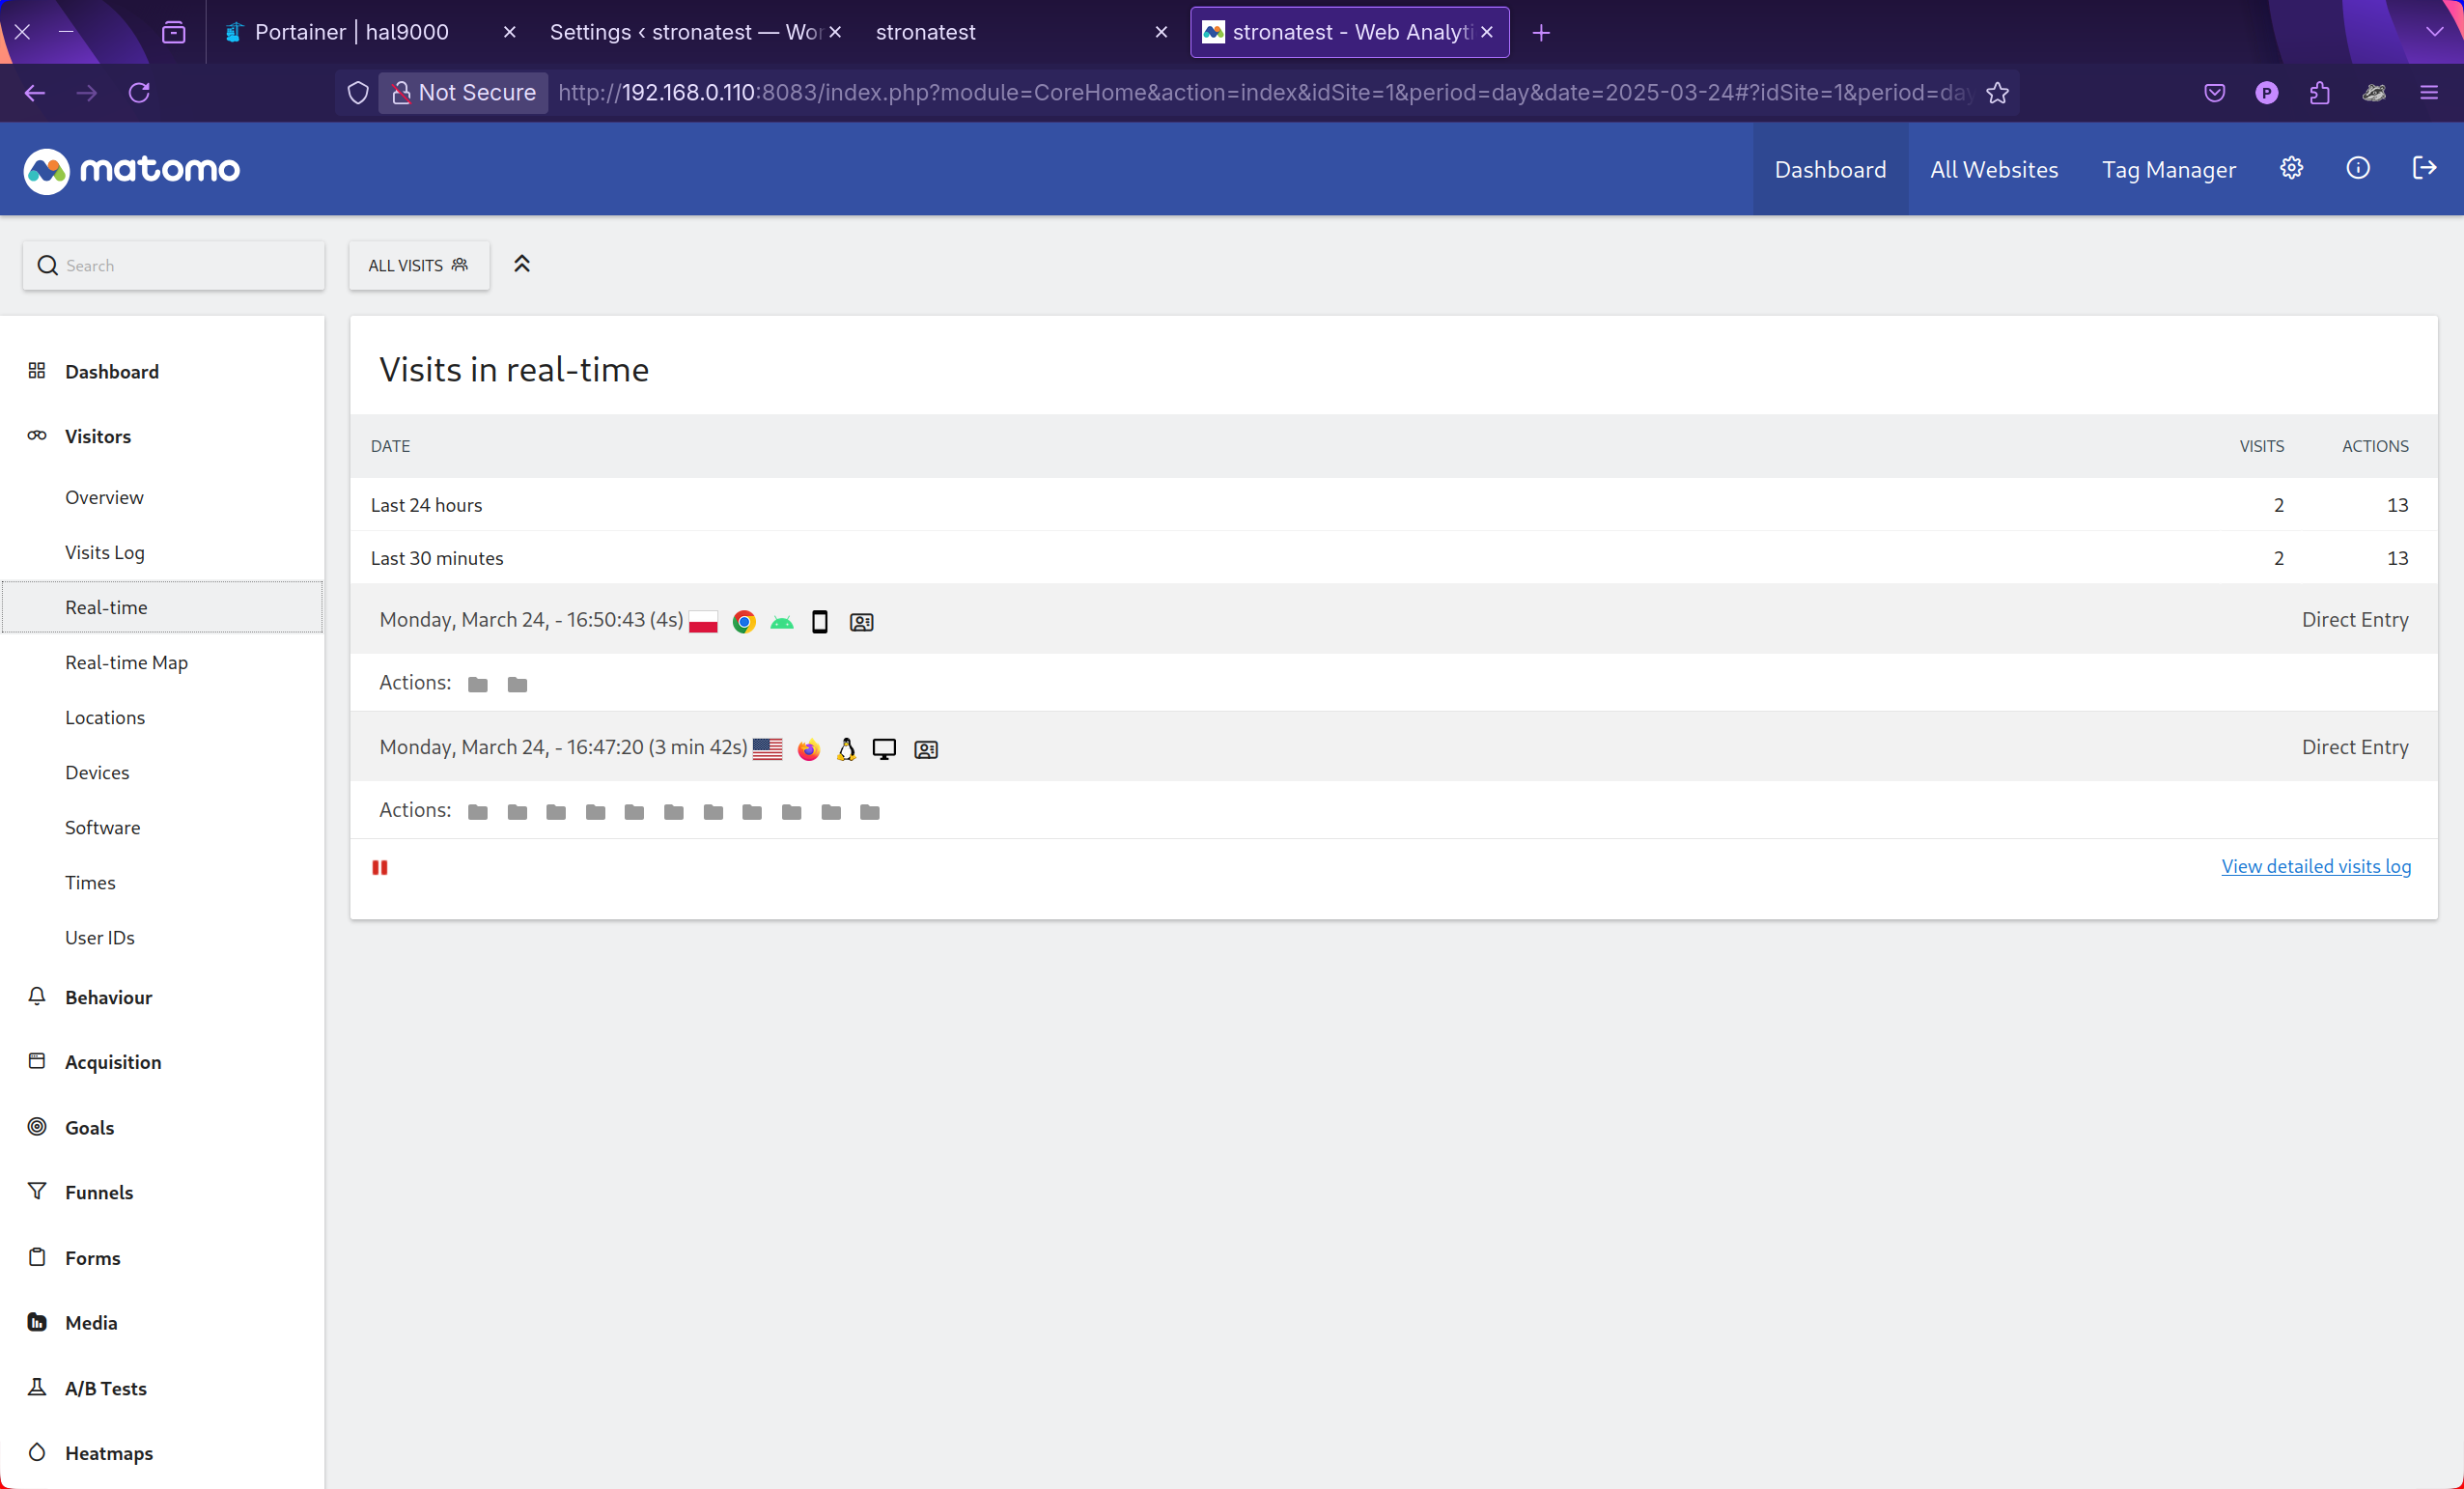 Portainer | hal9000
Settings ‹ stronatest — Wor
stronatest
stronatest - Web Analyti
Not Secure
http://192.168.0.110:8083/index.php?module=CoreHome&action=index&idSite=1&period=day&date=2025-03-24#?idSite=1&period=day
P
matomo
Dashboard
All Websites
Tag Manager
Search
ALL VISITS
Dashboard
Visitors
Overview
Visits Log
Real-time
Real-time Map
Locations
Devices
Software
Times
User IDs
Behaviour
Acquisition
Goals
Funnels
Forms
Media
A/B Tests
Heatmaps
Visits in real-time
DATE VISITS ACTIONS
Last 24 hours 2 13
Last 30 minutes 2 13
Monday, March 24, - 16:50:43 (4s) Direct Entry
Actions:
Monday, March 24, - 16:47:20 (3 min 42s) Direct Entry
Actions:
View detailed visits log